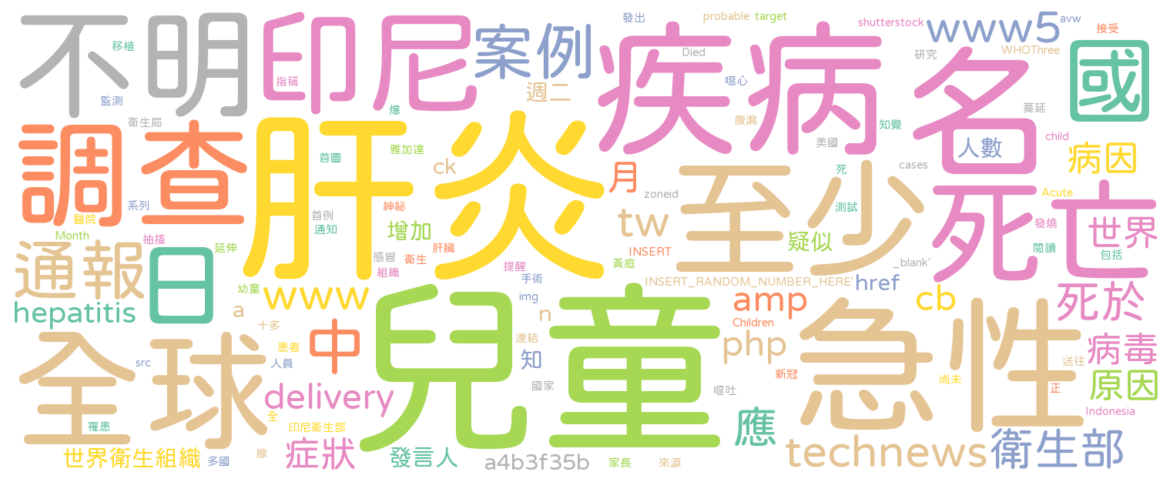 不明
印尼
案例
疾病
名
www5
國
移植
指稱
發出
probable
target
shutterstock
avw
接受
WHOThree
Died
研究
噁心
監測
爆
週二
衛生局
調查
肝炎
首圖
雅加達
腹瀉
美國
知覺
蔓延
人數
child
病因
ck
月
zoneid
至少
死
cases
測試
死亡
Acute
發燒
世界
閱讀
包括
醫院
系列
神祕
首例
通知
增加
tw
疑似
Month
抽搐
延伸
感冒
衛生
肝臟
組織
提醒
INSERT
黃疸
_blank'
通報
日
幼童
www
手術
img
INSERT_RANDOM_NUMBER_HERE'
href
cb
死於
hepatitis
a
n
amp
Children
十多
中
兒童
連結
知
php
急性
病毒
src
患者
人員
國家
新冠
尚未
送往
正
原因
全球
delivery
嘔吐
Indonesia
全
罹患
印尼衛生部
應
世界衛生組織
多國
腺
症狀
發言人
a4b3f35b
家長
來源
technews
衛生部